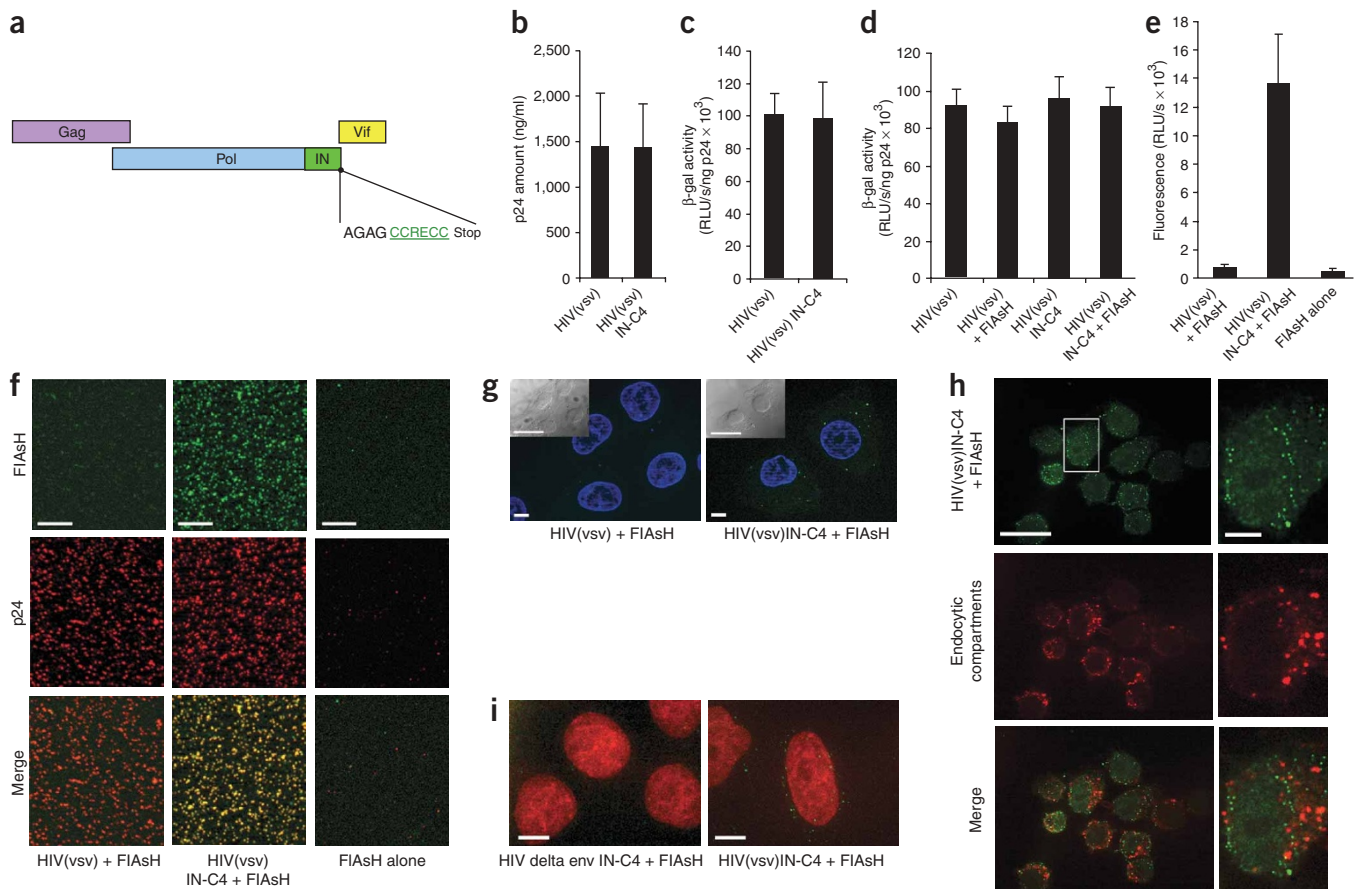 a
Gag
Vif
Pol
IN
AGAG CCRECC Stop
b
p24 amount (ng/ml)
2,500
2,000
1,500
1,000
500
0
HIV(vsv)
HIV(vsv)
IN-C4
c
β-gal activity
(RLU/s/ng p24 × 10³)
140
120
100
80
60
40
20
0
HIV(vsv)
HIV(vsv) IN-C4
d
β-gal activity
(RLU/s/ng p24 × 10³)
120
100
80
60
40
20
0
HIV(vsv)
HIV(vsv)
+ FlAsH
HIV(vsv)
IN-C4
HIV(vsv)
IN-C4 + FlAsH
e
Fluorescence (RLU/s × 10³)
18
16
14
12
10
8
6
4
2
0
HIV(vsv)
+ FlAsH
HIV(vsv)
IN-C4 + FlAsH
FlAsH alone
f
FlAsH
p24
Merge
HIV(vsv) + FlAsH
HIV(vsv)
IN-C4 + FlAsH
FlAsH alone
g
HIV(vsv) + FlAsH
HIV(vsv)IN-C4 + FlAsH
h
HIV(vsv)IN-C4
+ FlAsH
Endocytic
compartments
Merge
i
HIV delta env IN-C4 + FlAsH
HIV(vsv)IN-C4 + FlAsH